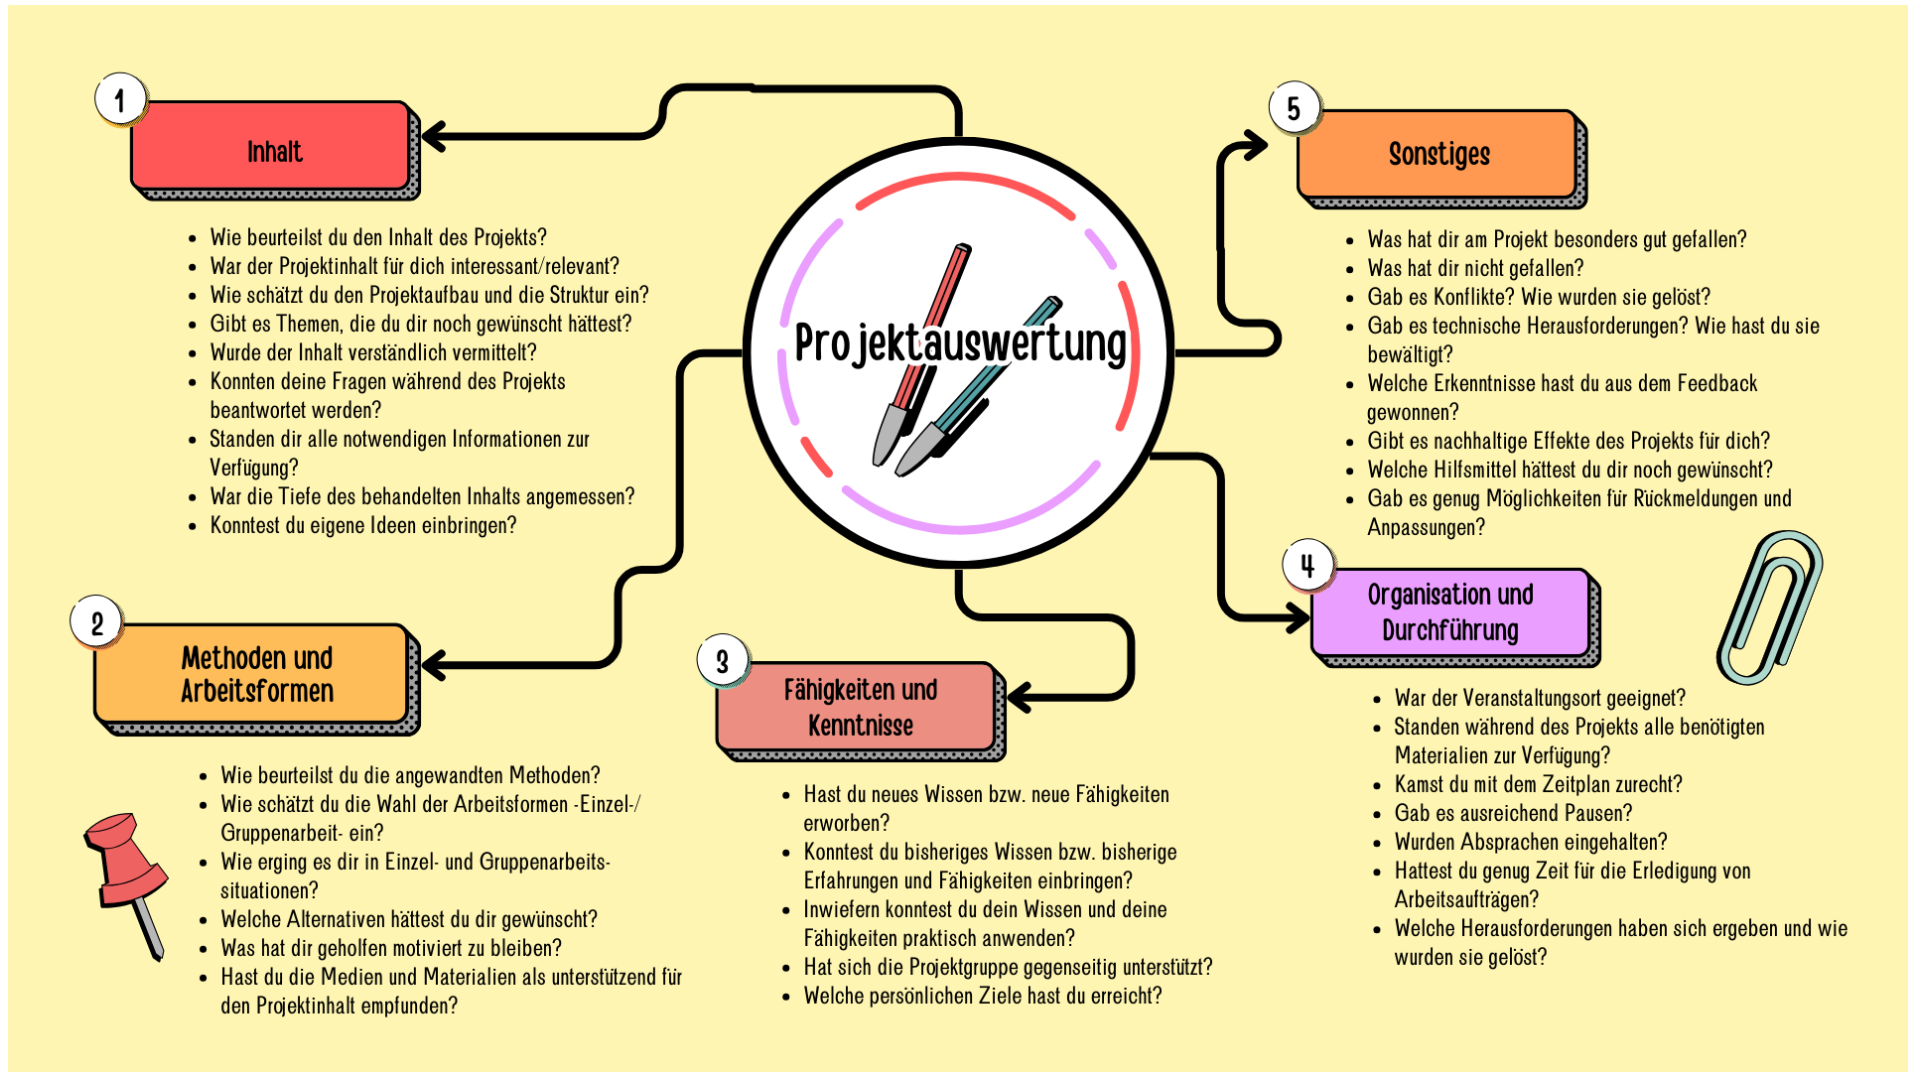 Projektauswertung
1
Inhalt
Wie beurteilst du den Inhalt des Projekts?
War der Projektinhalt für dich interessant/relevant?
Wie schätzt du den Projektaufbau und die Struktur ein?
Gibt es Themen, die du dir noch gewünscht hättest?
Wurde der Inhalt verständlich vermittelt?
Konnten deine Fragen während des Projekts
beantwortet werden?
Standen dir alle notwendigen Informationen zur
Verfügung?
War die Tiefe des behandelten Inhalts angemessen?
Konntest du eigene Ideen einbringen?
2
Methoden und
Arbeitsformen
Wie beurteilst du die angewandten Methoden?
Wie schätzt du die Wahl der Arbeitsformen -Einzel-/
Gruppenarbeit- ein?
Wie erging es dir in Einzel- und Gruppenarbeits-
situationen?
Welche Alternativen hättest du dir gewünscht?
Was hat dir geholfen motiviert zu bleiben?
Hast du die Medien und Materialien als unterstützend für
den Projektinhalt empfunden?
3
Fähigkeiten und
Kenntnisse
Hast du neues Wissen bzw. neue Fähigkeiten
erworben?
Konntest du bisheriges Wissen bzw. bisherige
Erfahrungen und Fähigkeiten einbringen?
Inwiefern konntest du dein Wissen und deine
Fähigkeiten praktisch anwenden?
Hat sich die Projektgruppe gegenseitig unterstützt?
Welche persönlichen Ziele hast du erreicht?
4
Organisation und
Durchführung
War der Veranstaltungsort geeignet?
Standen während des Projekts alle benötigten
Materialien zur Verfügung?
Kamst du mit dem Zeitplan zurecht?
Gab es ausreichend Pausen?
Wurden Absprachen eingehalten?
Hattest du genug Zeit für die Erledigung von
Arbeitsaufträgen?
Welche Herausforderungen haben sich ergeben und wie
wurden sie gelöst?
5
Sonstiges
Was hat dir am Projekt besonders gut gefallen?
Was hat dir nicht gefallen?
Gab es Konflikte? Wie wurden sie gelöst?
Gab es technische Herausforderungen? Wie hast du sie
bewältigt?
Welche Erkenntnisse hast du aus dem Feedback
gewonnen?
Gibt es nachhaltige Effekte des Projekts für dich?
Welche Hilfsmittel hättest du dir noch gewünscht?
Gab es genug Möglichkeiten für Rückmeldungen und
Anpassungen?